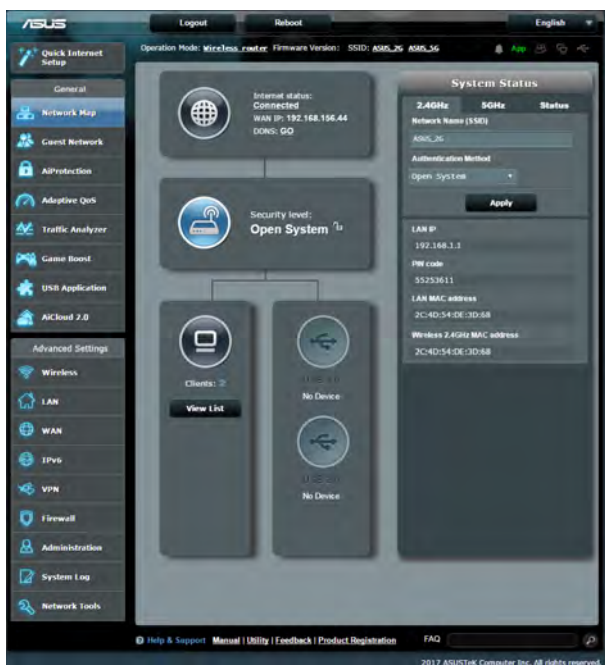 ASUS
Logout
Reboot
English
Quick Internet Setup
Operation Mode: Wireless router Firmware Version: SSID: ASUS_2G ASUS_5G
App
General
Network Map
Guest Network
AiProtection
Adaptive QoS
Traffic Analyzer
Game Boost
USB Application
AiCloud 2.0
Advanced Settings
Wireless
LAN
WAN
IPv6
VPN
Firewall
Administration
System Log
Network Tools
Internet status:
Connected
WAN IP: 192.168.156.44
DDNS: GO
Security level:
Open System
Clients: 2
View List
No Device
No Device
System Status
2.4GHz 5GHz Status
Network Name (SSID)
ASUS_2G
Authentication Method
Open System
Apply
LAN IP
192.168.1.1
PIN code
55253611
LAN MAC address
2C:4D:54:DE:3D:68
Wireless 2.4GHz MAC address
2C:4D:54:DE:3D:68
Help & Support Manual | Utility | Feedback | Product Registration FAQ
2017 ASUSTeK Computer Inc. All rights reserved.